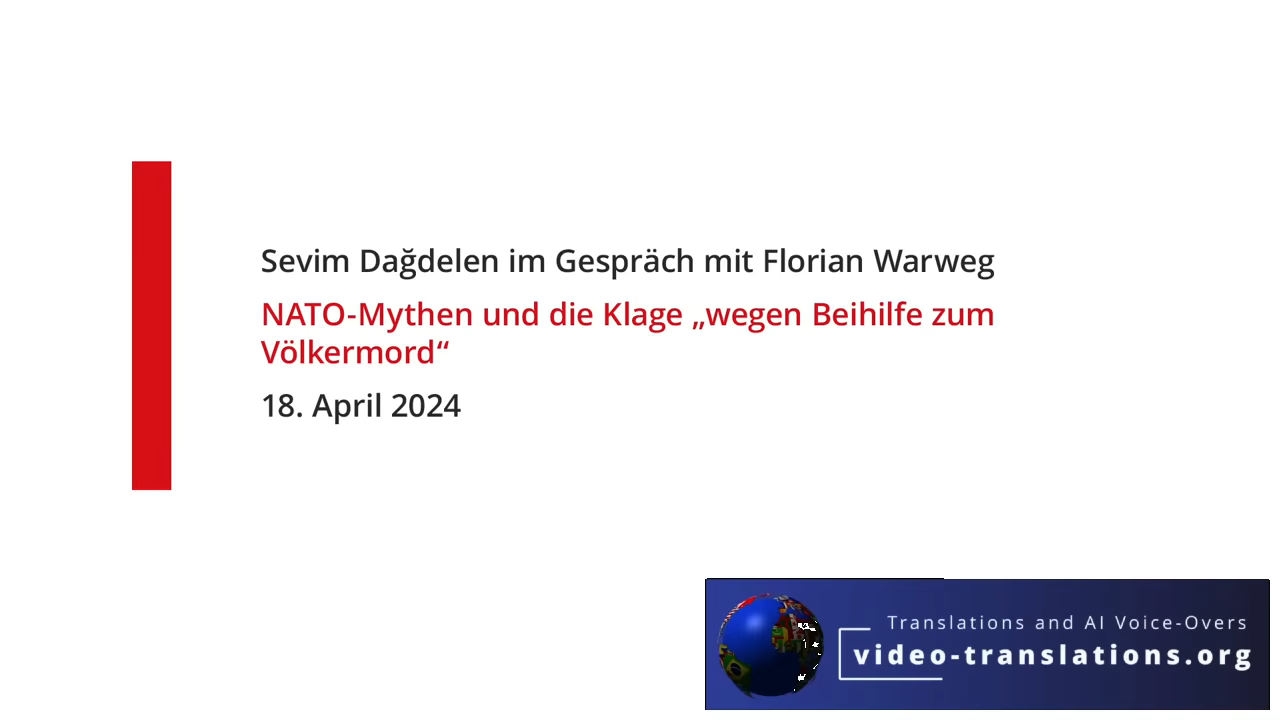 Sevim Dağdelen im Gespräch mit Florian Warweg
NATO-Mythen und die Klage „wegen Beihilfe zum
Völkermord“
18. April 2024
Translations and AI Voice-Overs
video-translations.org